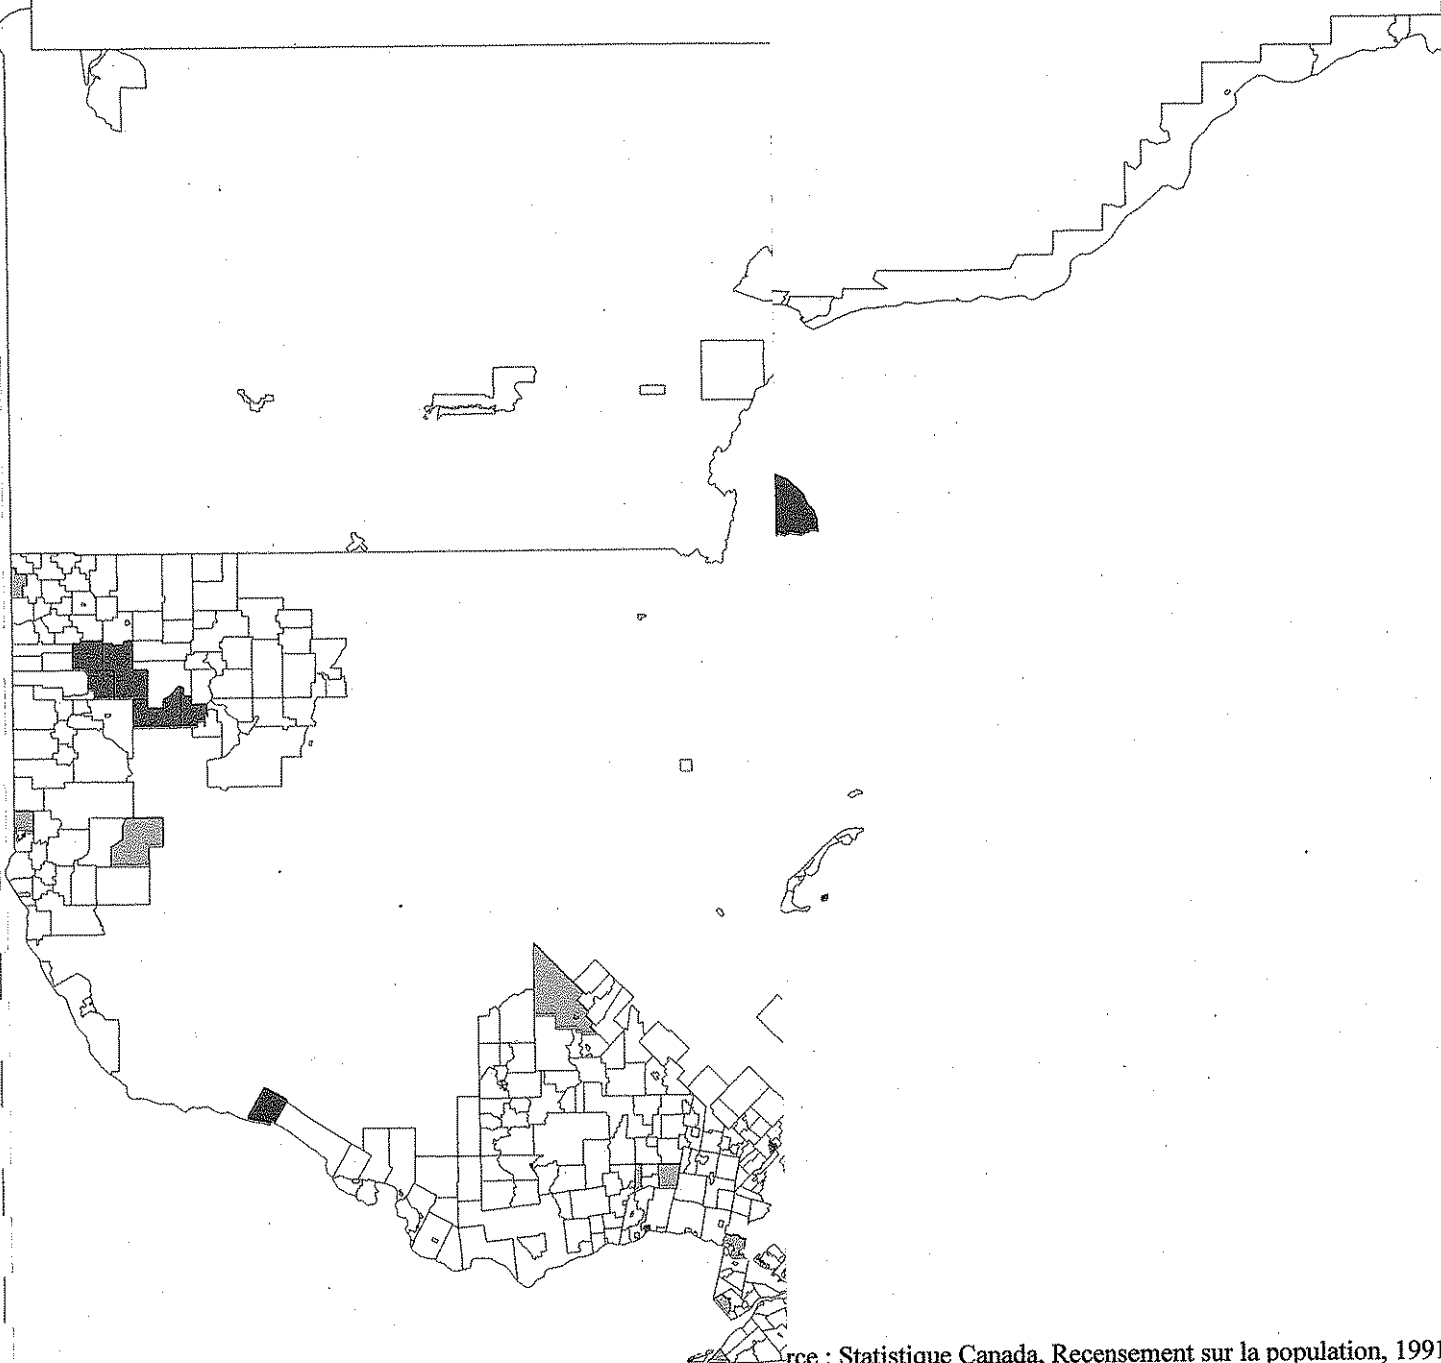 rce : Statistique Canada, Recensement sur la population, 1991